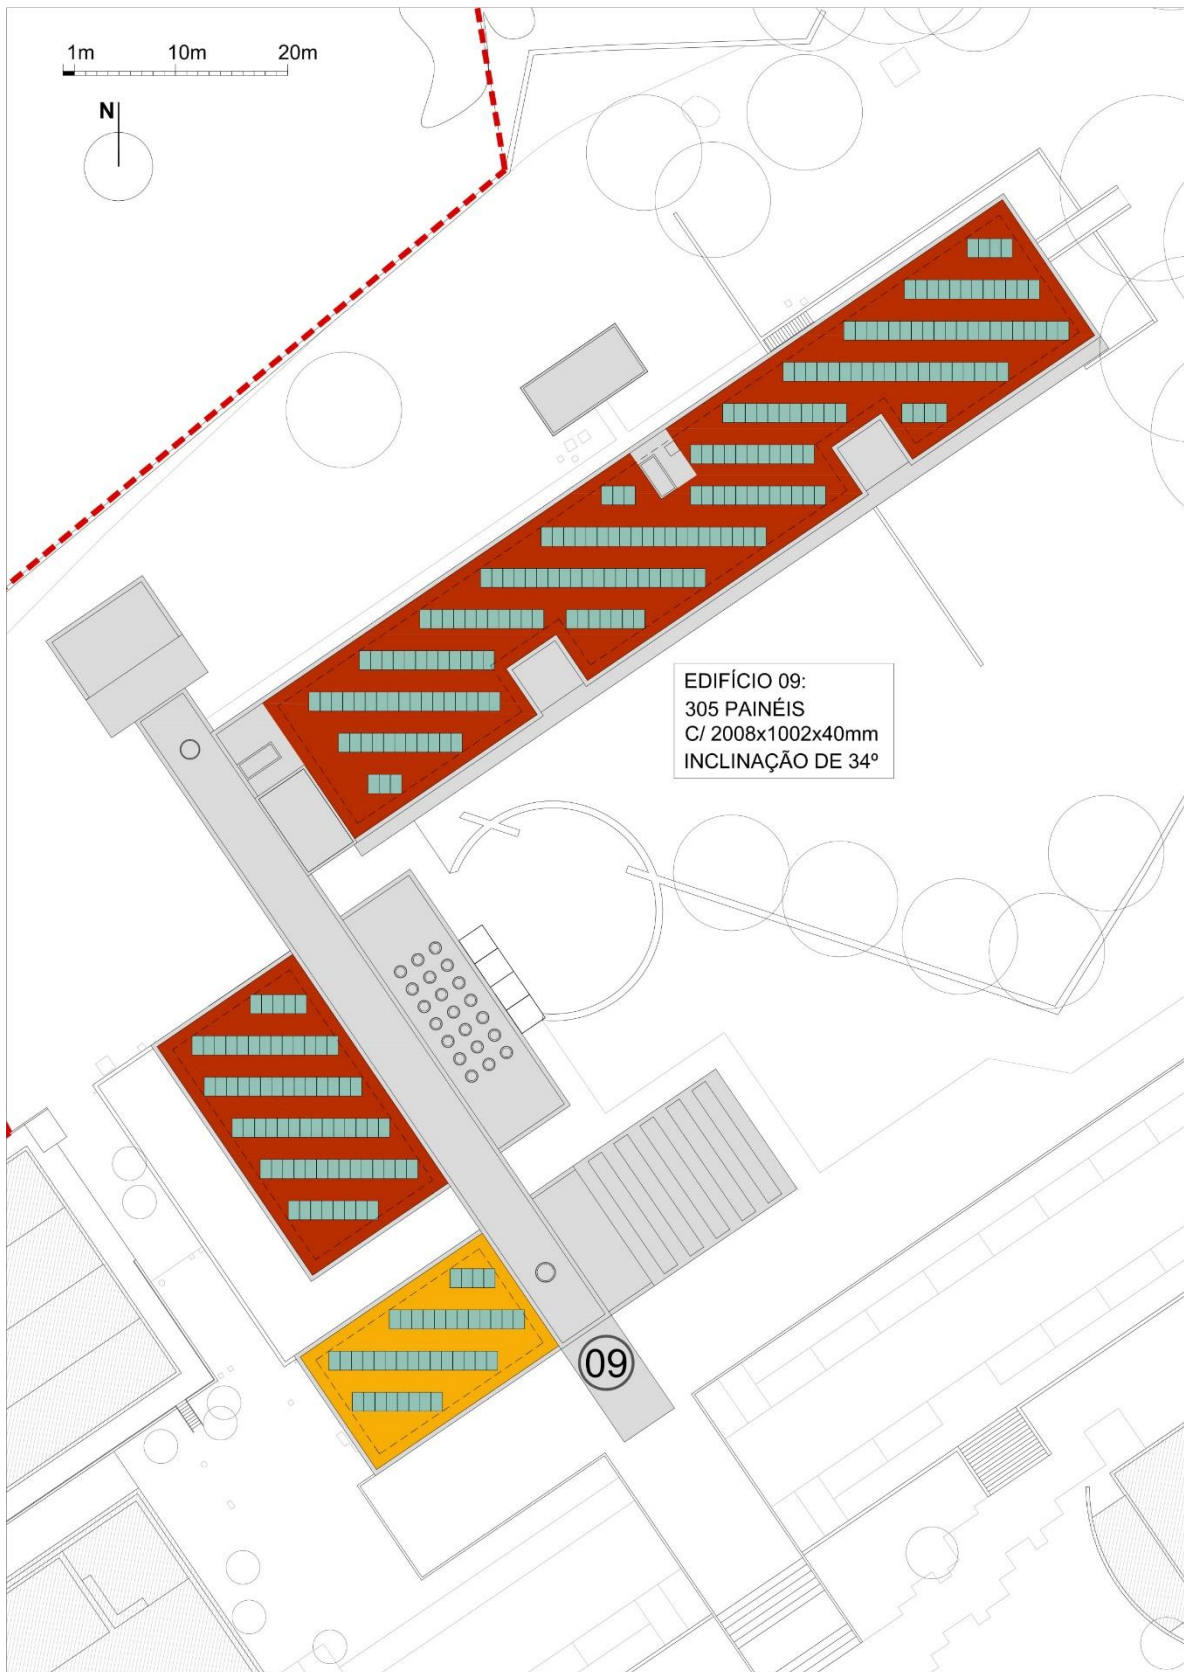 1m 10m 20m
N
EDIFÍCIO 09:
305 PAINÉIS
C/ 2008x1002x40mm
INCLINAÇÃO DE 34º
09